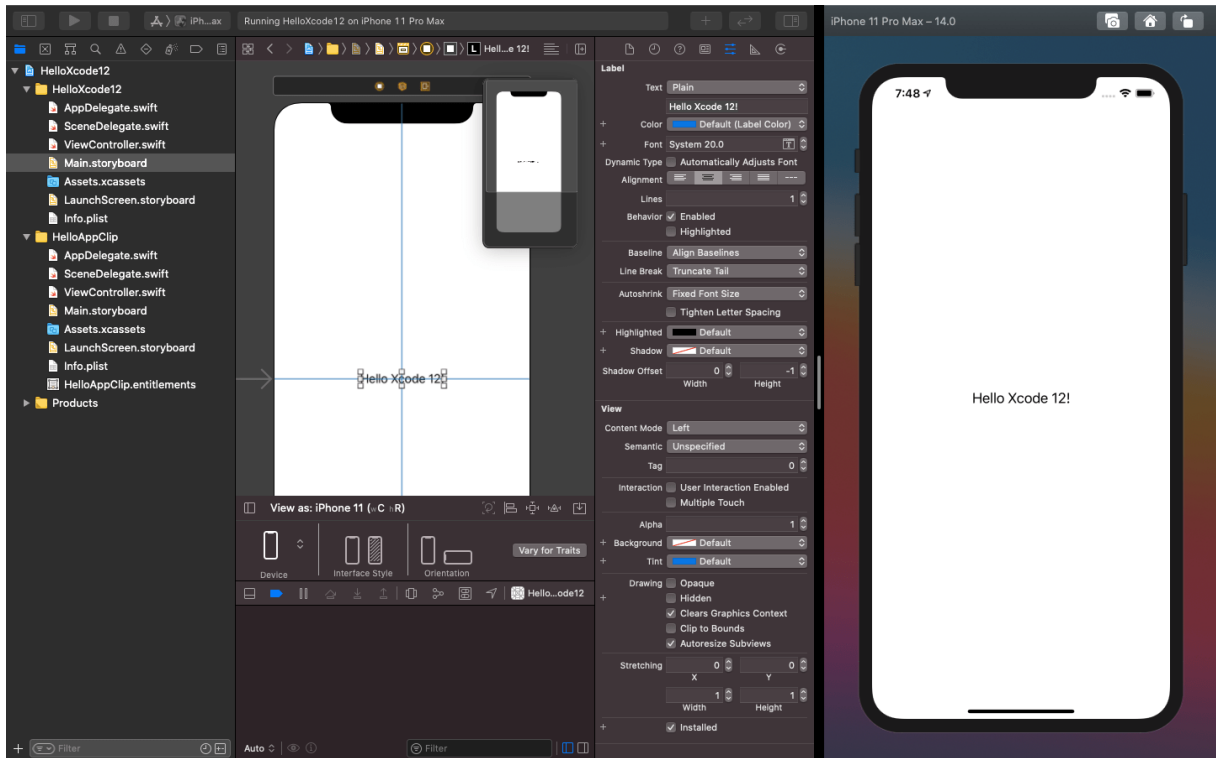 iPh...ax
Running HelloXcode12 on iPhone 11 Pro Max
Hell...e 12!
HelloXcode12
HelloXcode12
AppDelegate.swift
SceneDelegate.swift
ViewController.swift
Main.storyboard
Assets.xcassets
LaunchScreen.storyboard
Info.plist
HelloAppClip
AppDelegate.swift
SceneDelegate.swift
ViewController.swift
Main.storyboard
Assets.xcassets
LaunchScreen.storyboard
Info.plist
HelloAppClip.entitlements
Products
Filter
Hello Xcode 12!
View as: iPhone 11 (wC hR)
Device
Interface Style
Orientation
Vary for Traits
Hello...ode12
Auto
Filter
Label
Text Plain
Hello Xcode 12!
+ Color Default (Label Color)
+ Font System 20.0
Dynamic Type Automatically Adjusts Font
Alignment
Lines 1
Behavior Enabled
Highlighted
Baseline Align Baselines
Line Break Truncate Tail
Autoshrink Fixed Font Size
Tighten Letter Spacing
+ Highlighted Default
+ Shadow Default
Shadow Offset 0 -1
Width Height
View
Content Mode Left
Semantic Unspecified
Tag 0
Interaction User Interaction Enabled
Multiple Touch
Alpha 1
+ Background Default
+ Tint Default
Drawing Opaque
+ Hidden
Clears Graphics Context
Clip to Bounds
Autoresize Subviews
Stretching 0 0
X Y
1 1
Width Height
+ Installed
iPhone 11 Pro Max – 14.0
7:48
Hello Xcode 12!